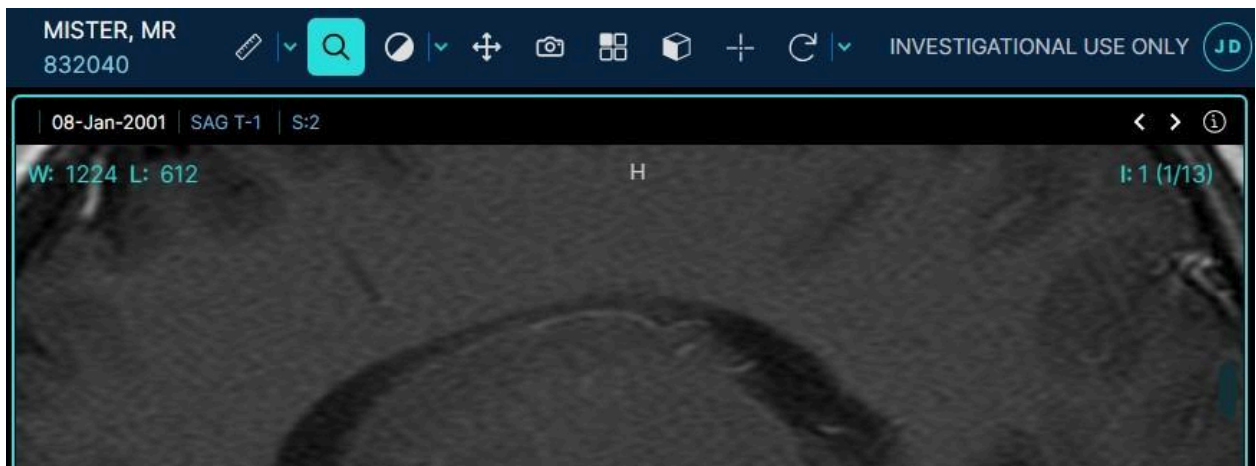 MISTER, MR
832040
INVESTIGATIONAL USE ONLY
JD
08-Jan-2001 SAG T-1 S:2
W: 1224 L: 612
H
I: 1 (1/13)